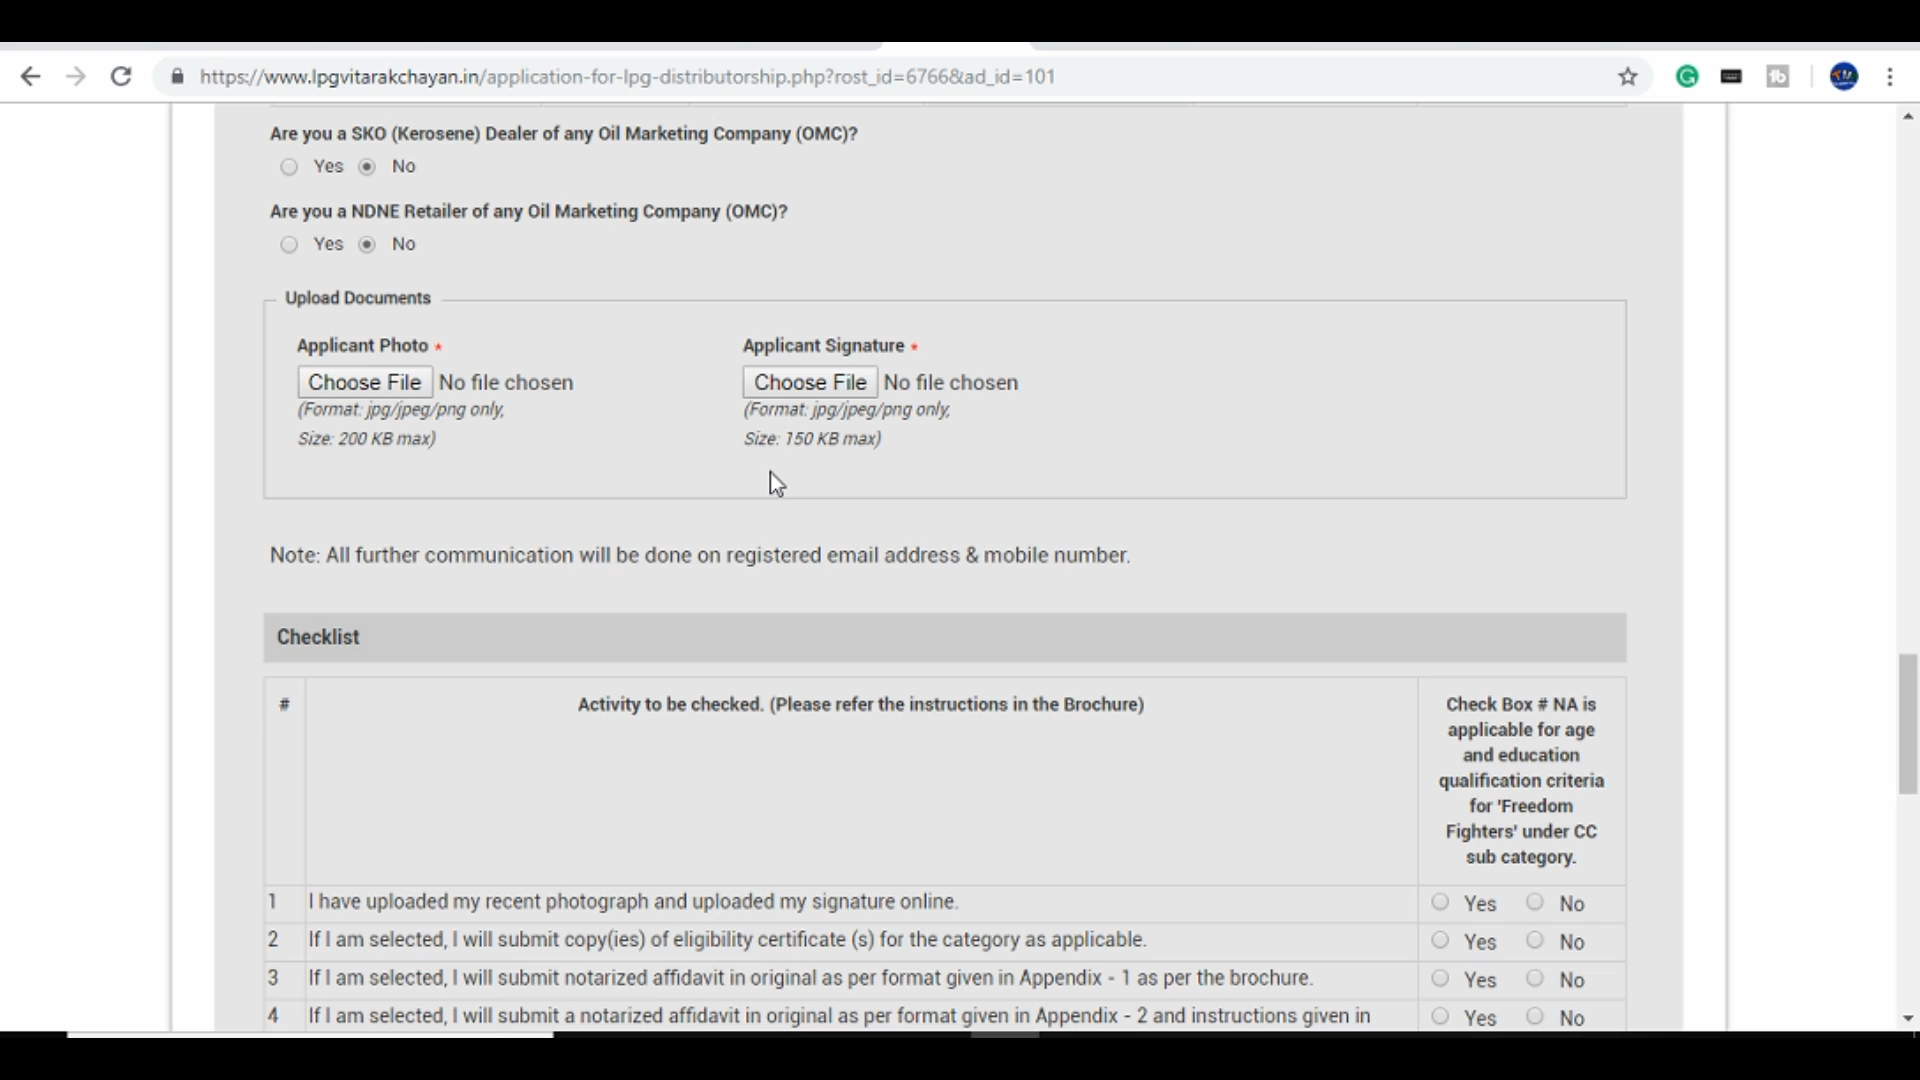 https://www.lpgvitarakchayan.in/application-for-lpg-distributorship.php?rost_id=6766&ad_id=101
Are you a SKO (Kerosene) Dealer of any Oil Marketing Company (OMC)?
Yes No
Are you a NDNE Retailer of any Oil Marketing Company (OMC)?
Yes No
Upload Documents
Applicant Photo *
Choose File No file chosen
(Format: jpg/jpeg/png only,
Size: 200 KB max)
Applicant Signature *
Choose File No file chosen
(Format: jpg/jpeg/png only,
Size: 150 KB max)
Note: All further communication will be done on registered email address & mobile number.
Checklist
# Activity to be checked. (Please refer the instructions in the Brochure)
Check Box # NA is
applicable for age
and education
qualification criteria
for 'Freedom
Fighters' under CC
sub category.
1 I have uploaded my recent photograph and uploaded my signature online. Yes No
2 If I am selected, I will submit copy(ies) of eligibility certificate (s) for the category as applicable. Yes No
3 If I am selected, I will submit notarized affidavit in original as per format given in Appendix - 1 as per the brochure. Yes No
4 If I am selected, I will submit a notarized affidavit in original as per format given in Appendix - 2 and instructions given in Yes No